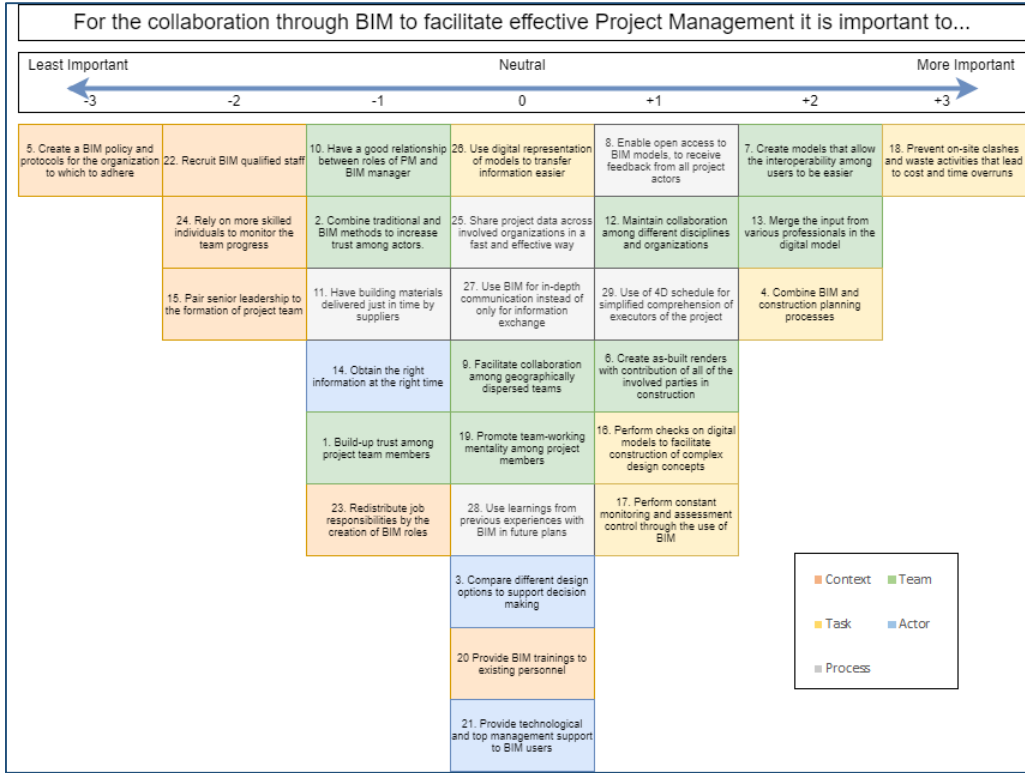 For the collaboration through BIM to facilitate effective Project Management it is important to...
Least Important
Neutral
More Important
-3
-2
-1
0
+1
+2
+3
5. Create a BIM policy and
protocols for the organization
to which to adhere
22. Recruit BIM qualified staff
10. Have a good relationship
between roles of PM and
BIM manager
26. Use digital representation
of models to transfer
information easier
8. Enable open access to
BIM models, to receive
feedback from all project
actors
7. Create models that allow
the interoperability among
users to be easier
18. Prevent on-site clashes
and waste activities that lead
to cost and time overruns
24. Rely on more skilled
individuals to monitor the
team progress
2. Combine traditional and
BIM methods to increase
trust among actors.
25. Share project data across
involved organizations in a
fast and effective way
12. Maintain collaboration
among different disciplines
and organizations
13. Merge the input from
various professionals in the
digital model
15. Pair senior leadership to
the formation of project team
11. Have building materials
delivered just in time by
suppliers
27. Use BIM for in-depth
communication instead of
only for information
exchange
29. Use of 4D schedule for
simplified comprehension of
executors of the project
4. Combine BIM and
construction planning
processes
14. Obtain the right
information at the right time
9. Facilitate collaboration
among geographically
dispersed teams
6. Create as-built renders
with contribution of all of the
involved parties in
construction
1. Build-up trust among
project team members
19. Promote team-working
mentality among project
members
16. Perform checks on digital
models to facilitate
construction of complex
design concepts
23. Redistribute job
responsibilities by the
creation of BIM roles
28. Use learnings from
previous experiences with
BIM in future plans
17. Perform constant
monitoring and assessment
control through the use of
BIM
3. Compare different design
options to support decision
making
20 Provide BIM trainings to
existing personnel
21. Provide technological
and top management support
to BIM users
Context
Team
Task
Actor
Process